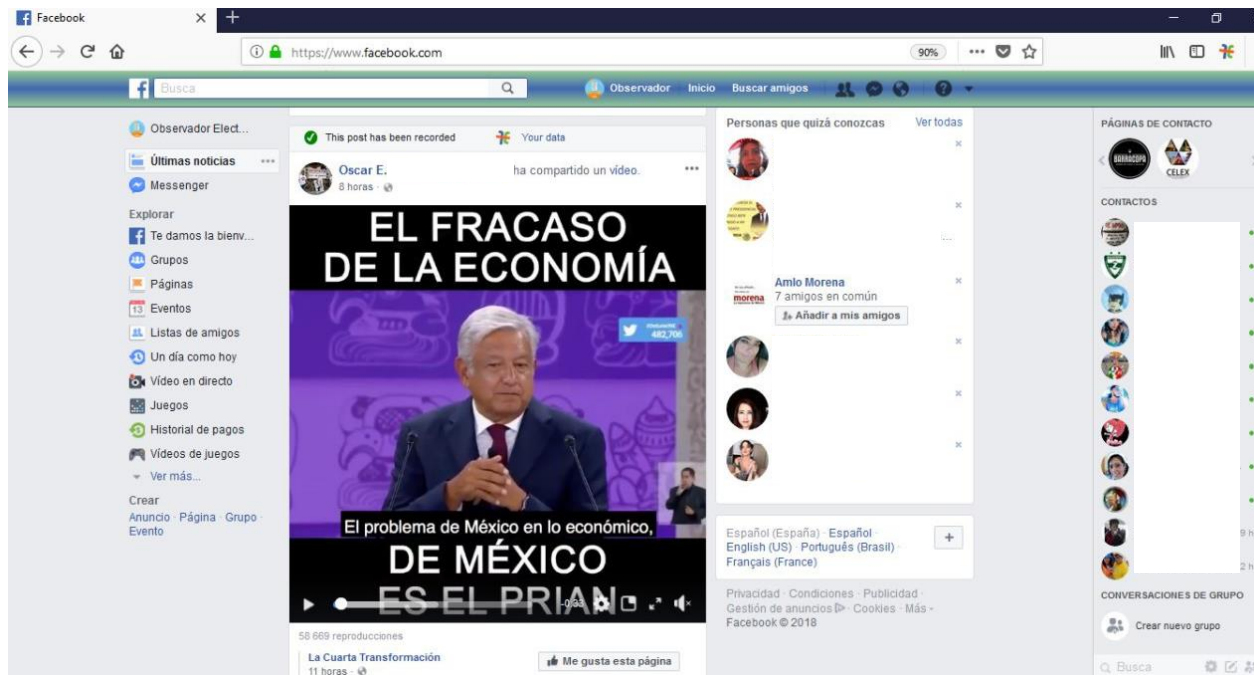 Facebook
https://www.facebook.com
90%
Busca
Observador
Inicio
Buscar amigos
Observador Elect...
Últimas noticias
Messenger
Explorar
Te damos la bienv...
Grupos
Páginas
13 Eventos
Listas de amigos
Un día como hoy
Vídeo en directo
Juegos
Historial de pagos
Vídeos de juegos
Ver más...
Crear
Anuncio · Página · Grupo ·
Evento
This post has been recorded
Your data
Oscar E.
ha compartido un vídeo.
8 horas ·
EL FRACASO
DE LA ECONOMÍA
482,706
El problema de México en lo económico,
DE MÉXICO
ES EL PRIAN
-0:33
58 669 reproducciones
La Cuarta Transformación
11 horas ·
Me gusta esta página
Personas que quizá conozcas
Ver todas
morena
Amlo Morena
7 amigos en común
Añadir a mis amigos
Español (España) · Español ·
English (US) · Português (Brasil) ·
Français (France)
Privacidad · Condiciones · Publicidad ·
Gestión de anuncios · Cookies · Más
Facebook © 2018
PÁGINAS DE CONTACTO
BARRACOPA
CELEX
CONTACTOS
9 h
2 h
CONVERSACIONES DE GRUPO
Crear nuevo grupo
Busca